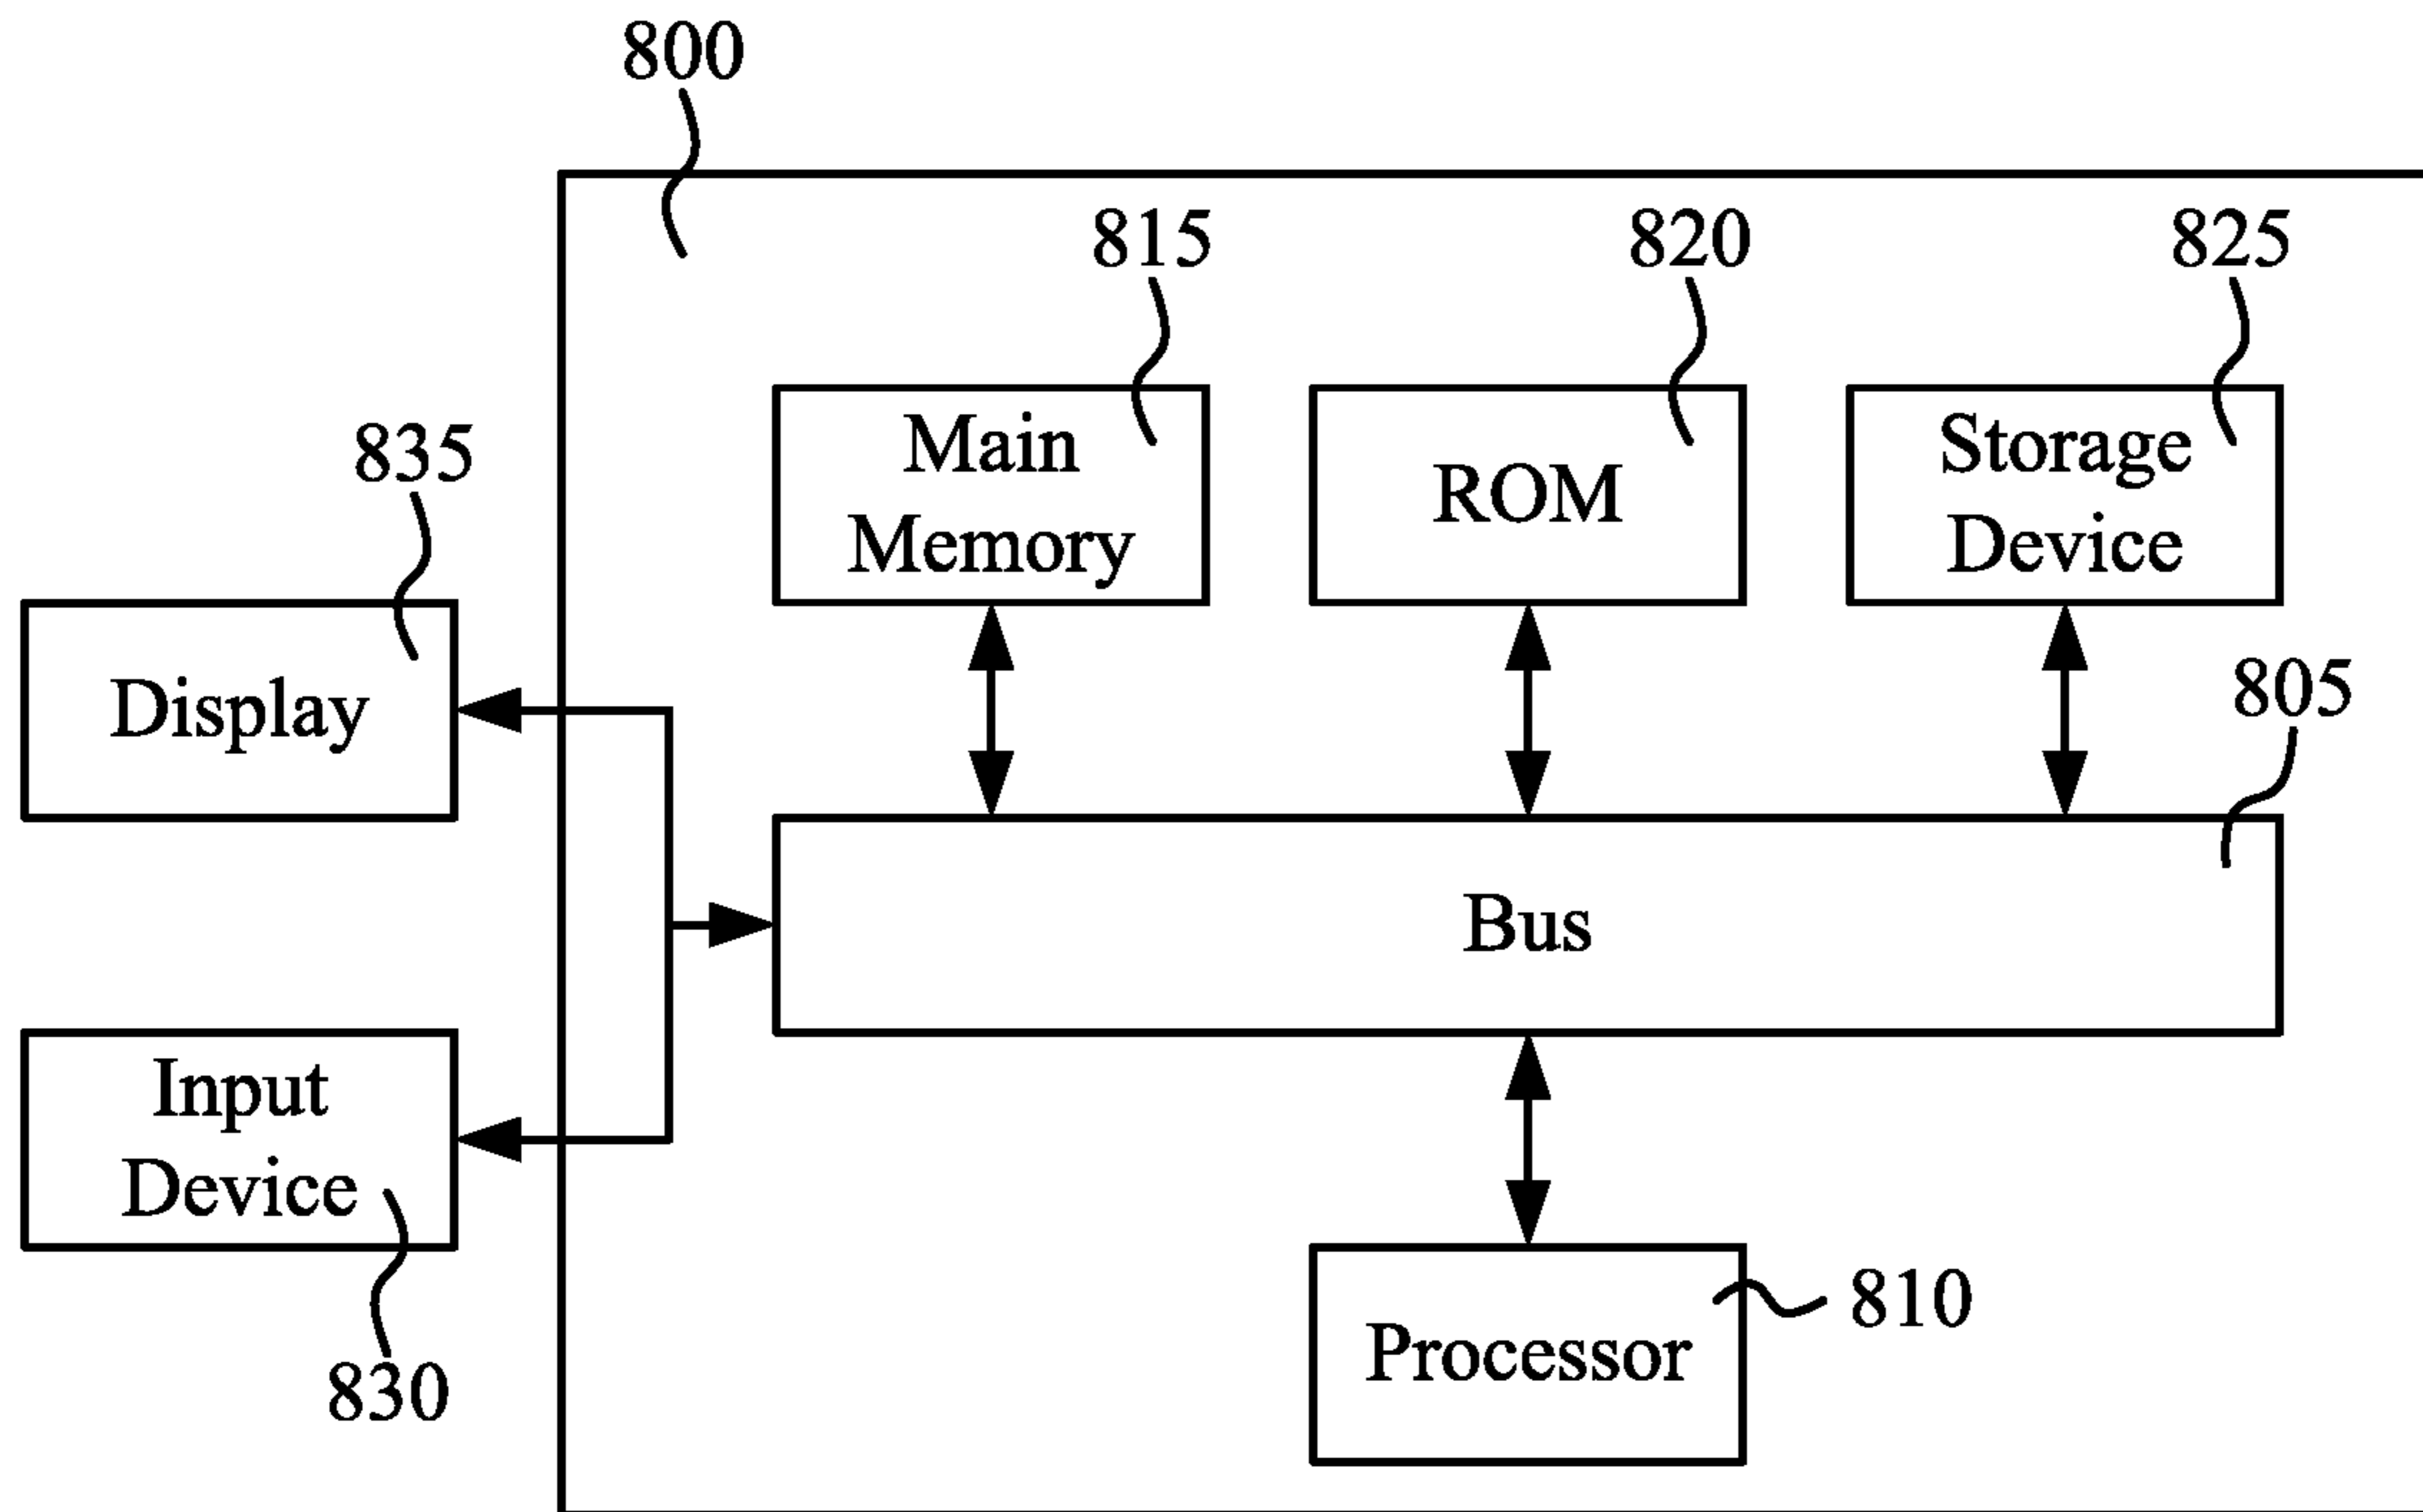 800
815
820
825
835
Main
Memory
ROM
Storage
Device
805
Display
Bus
Input
Device
830
Processor
810